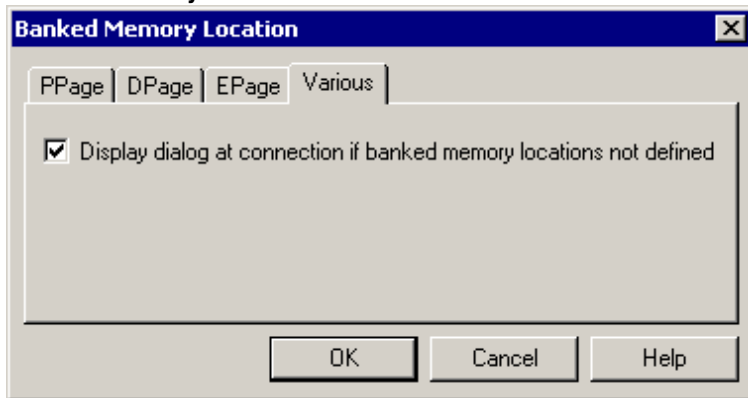 Banked Memory Location
PPage DPage EPage Various
Display dialog at connection if banked memory locations not defined
OK Cancel Help